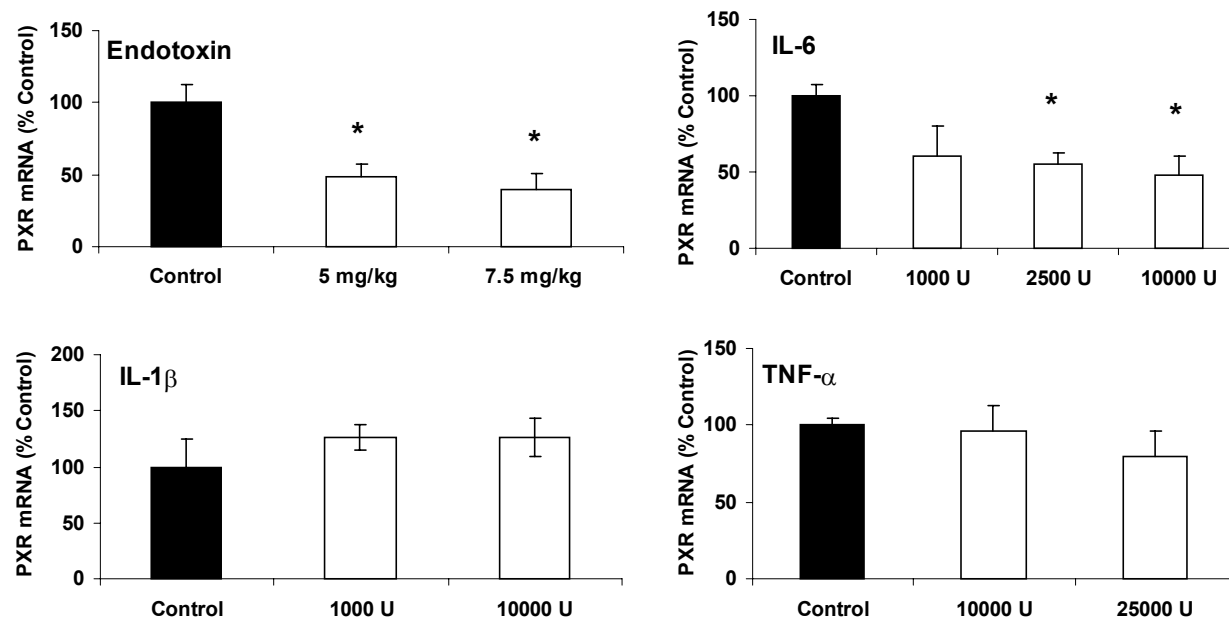 Endotoxin
PXR mRNA (% Control)
150
100
50
0
*
*
Control 5 mg/kg 7.5 mg/kg
IL-6
PXR mRNA (% Control)
150
100
50
0
*
*
Control 1000 U 2500 U 10000 U
IL-1β
PXR mRNA (% Control)
200
150
100
50
0
Control 1000 U 10000 U
TNF-α
PXR mRNA (% Control)
150
100
50
0
Control 10000 U 25000 U